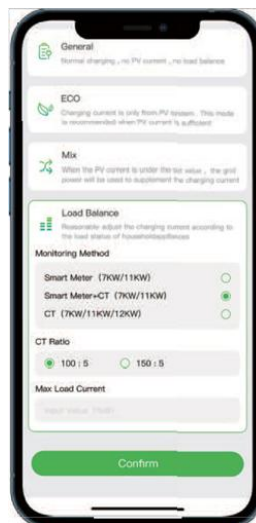 General
Normal charging , no PV current , no load balance
ECO
Charging current is only from PV system . This mode
is recommended when PV current is sufficient
Mix
When the PV current is under the set value , the grid
power will be used to supplement the charging current
Load Balance
Reasonably adjust the charging current according to
the load status of
Monitoring Method
Smart Meter (7KW/11KW)
Smart Meter+CT (7KW/11KW)
CT (7KW/11KW/12KW)
CT Ratio
100 : 5
150 : 5
Max Load Current
Input Value
Confirm